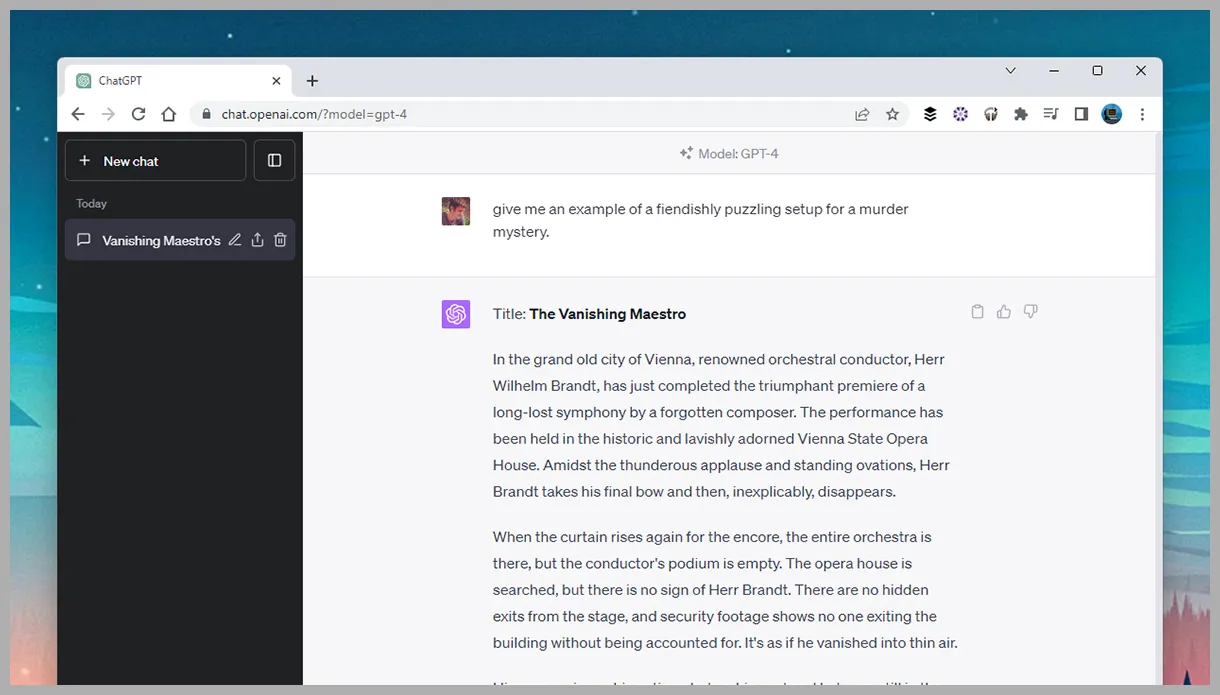 ChatGPT
chat.openai.com/?model=gpt-4
New chat
Today
Vanishing Maestro's
Model: GPT-4
give me an example of a fiendishly puzzling setup for a murder
mystery.
Title: The Vanishing Maestro
In the grand old city of Vienna, renowned orchestral conductor, Herr
Wilhelm Brandt, has just completed the triumphant premiere of a
long-lost symphony by a forgotten composer. The performance has
been held in the historic and lavishly adorned Vienna State Opera
House. Amidst the thunderous applause and standing ovations, Herr
Brandt takes his final bow and then, inexplicably, disappears.
When the curtain rises again for the encore, the entire orchestra is
there, but the conductor's podium is empty. The opera house is
searched, but there is no sign of Herr Brandt. There are no hidden
exits from the stage, and security footage shows no one exiting the
building without being accounted for. It's as if he vanished into thin air.